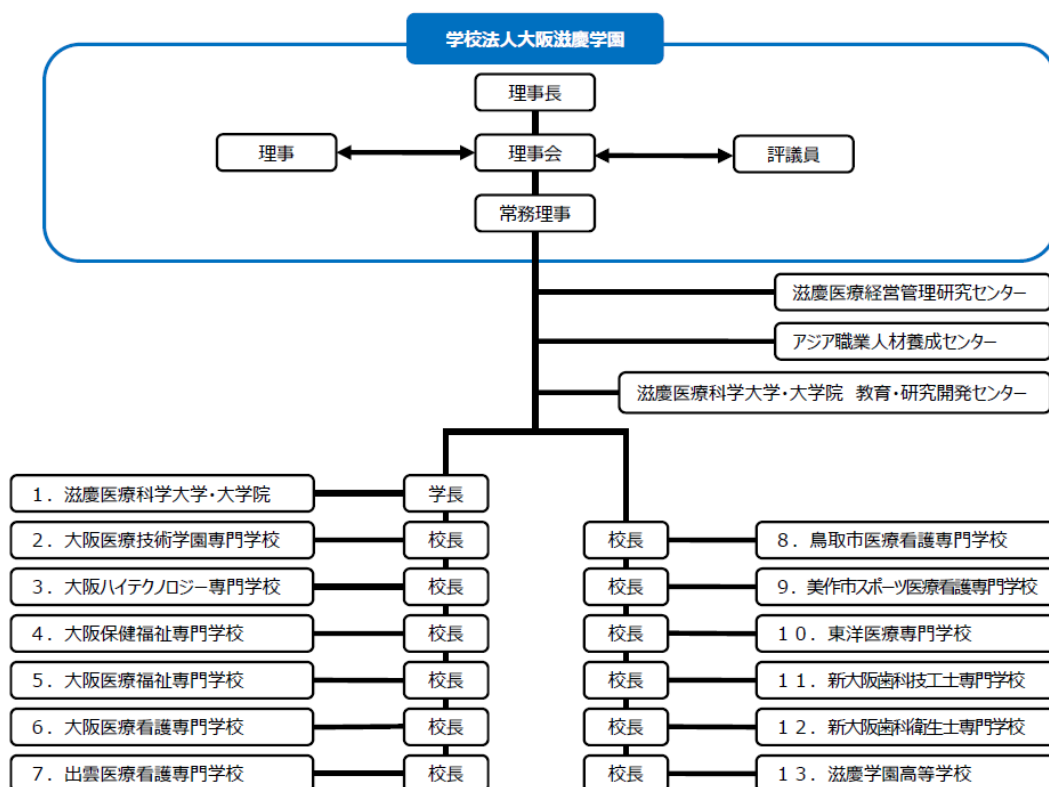 学校法人大阪滋慶学園
理事長
理事
理事会
評議員
常務理事
滋慶医療経営管理研究センター
アジア職業人材養成センター
滋慶医療科学大学・大学院 教育・研究開発センター
1．滋慶医療科学大学・大学院
学長
2．大阪医療技術学園専門学校
校長
校長
8．鳥取市医療看護専門学校
3．大阪ハイテクノロジー専門学校
校長
校長
9．美作市スポーツ医療看護専門学校
4．大阪保健福祉専門学校
校長
校長
10．東洋医療専門学校
5．大阪医療福祉専門学校
校長
校長
11．新大阪歯科技工士専門学校
6．大阪医療看護専門学校
校長
校長
12．新大阪歯科衛生士専門学校
7．出雲医療看護専門学校
校長
校長
13．滋慶学園高等学校